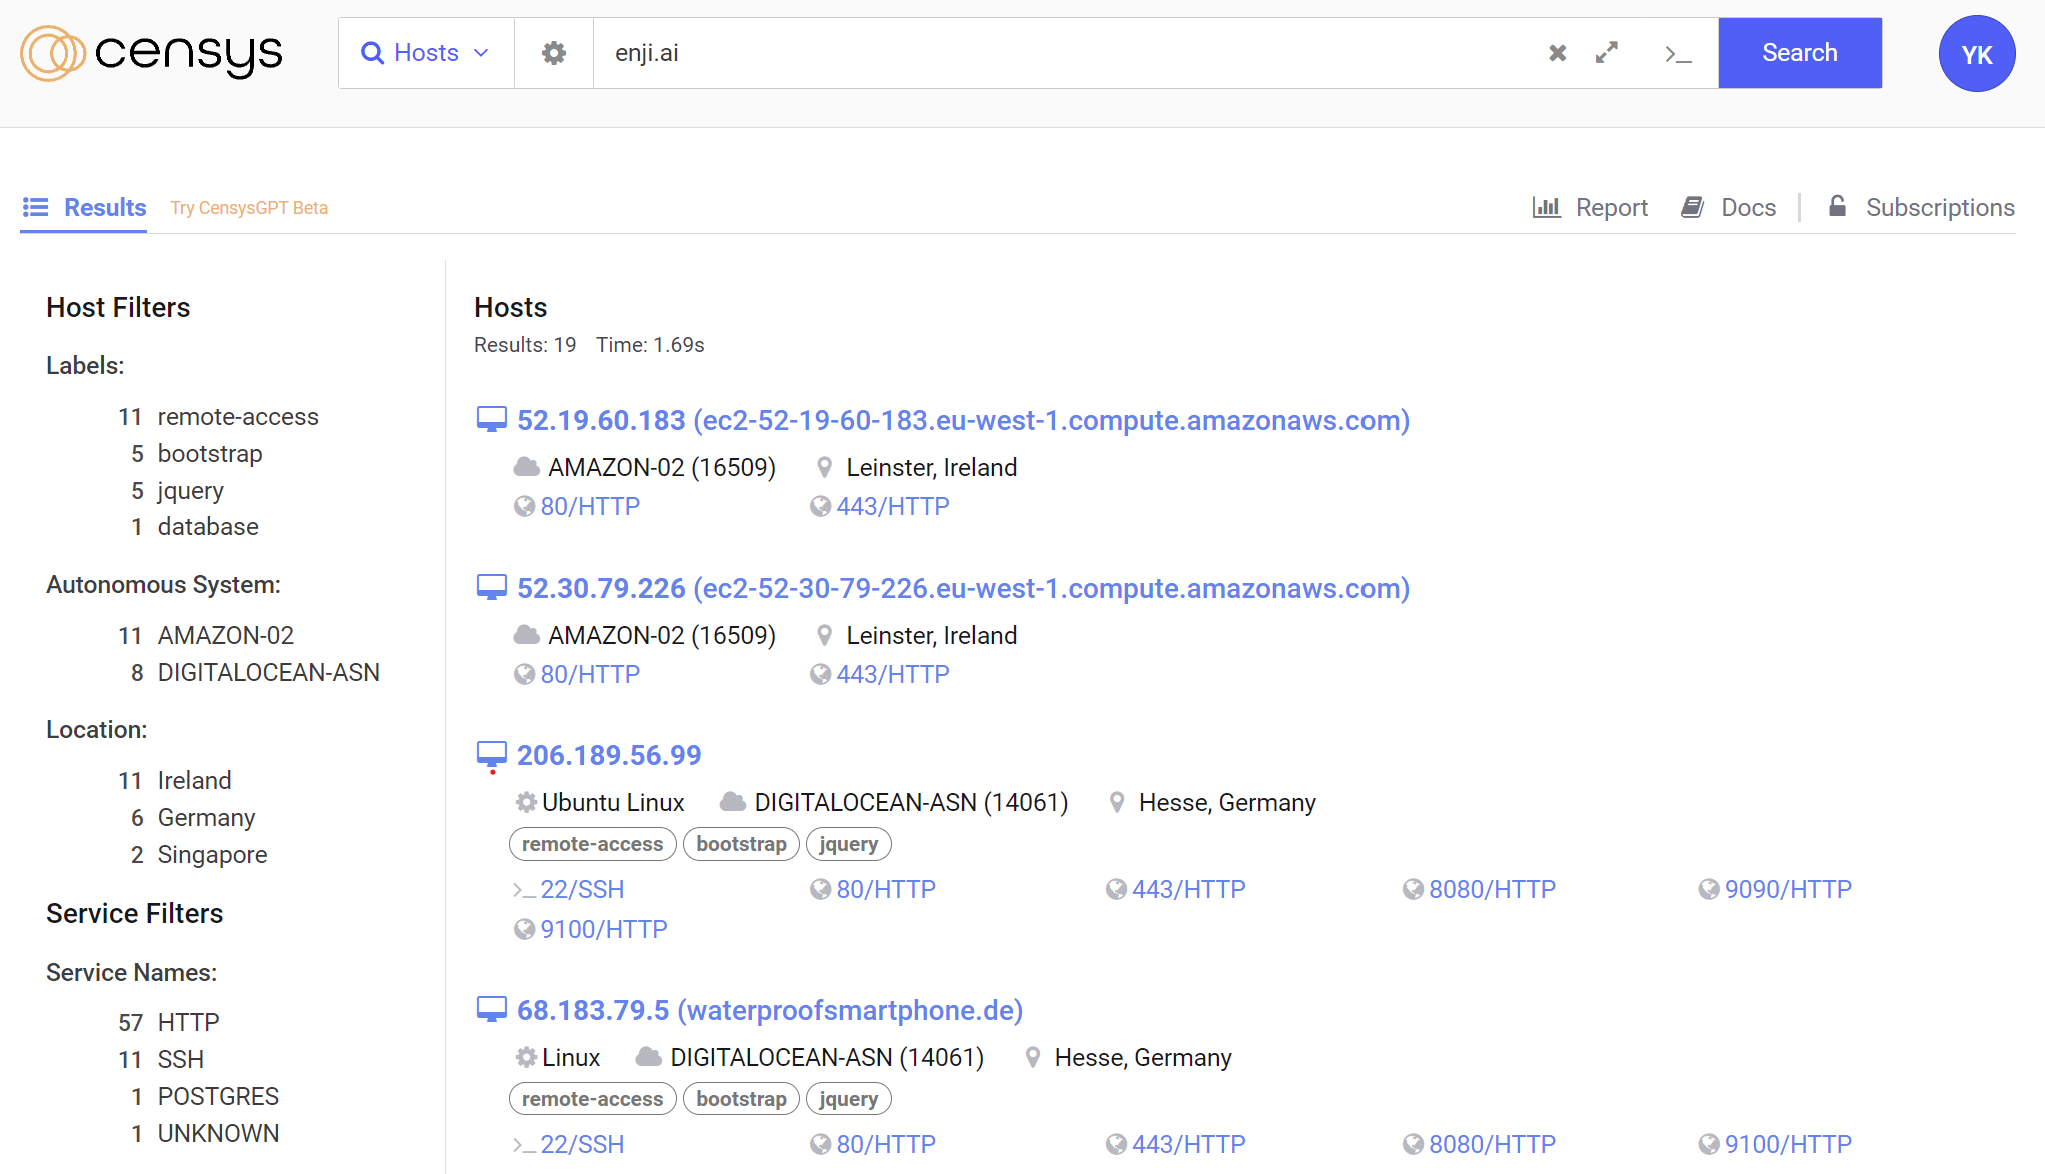 censys
Hosts
enji.ai
>_
Search
YK
Results
Try CensysGPT Beta
Report
Docs
Subscriptions
Host Filters
Labels:
11 remote-access
5 bootstrap
5 jquery
1 database
Autonomous System:
11 AMAZON-02
8 DIGITALOCEAN-ASN
Location:
11 Ireland
6 Germany
2 Singapore
Service Filters
Service Names:
57 HTTP
11 SSH
1 POSTGRES
1 UNKNOWN
Hosts
Results: 19 Time: 1.69s
52.19.60.183 (ec2-52-19-60-183.eu-west-1.compute.amazonaws.com)
AMAZON-02 (16509) Leinster, Ireland
80/HTTP 443/HTTP
52.30.79.226 (ec2-52-30-79-226.eu-west-1.compute.amazonaws.com)
AMAZON-02 (16509) Leinster, Ireland
80/HTTP 443/HTTP
206.189.56.99
Ubuntu Linux DIGITALOCEAN-ASN (14061) Hesse, Germany
remote-access bootstrap jquery
>_ 22/SSH 80/HTTP 443/HTTP 8080/HTTP 9090/HTTP
9100/HTTP
68.183.79.5 (waterproofsmartphone.de)
Linux DIGITALOCEAN-ASN (14061) Hesse, Germany
remote-access bootstrap jquery
>_ 22/SSH 80/HTTP 443/HTTP 8080/HTTP 9100/HTTP